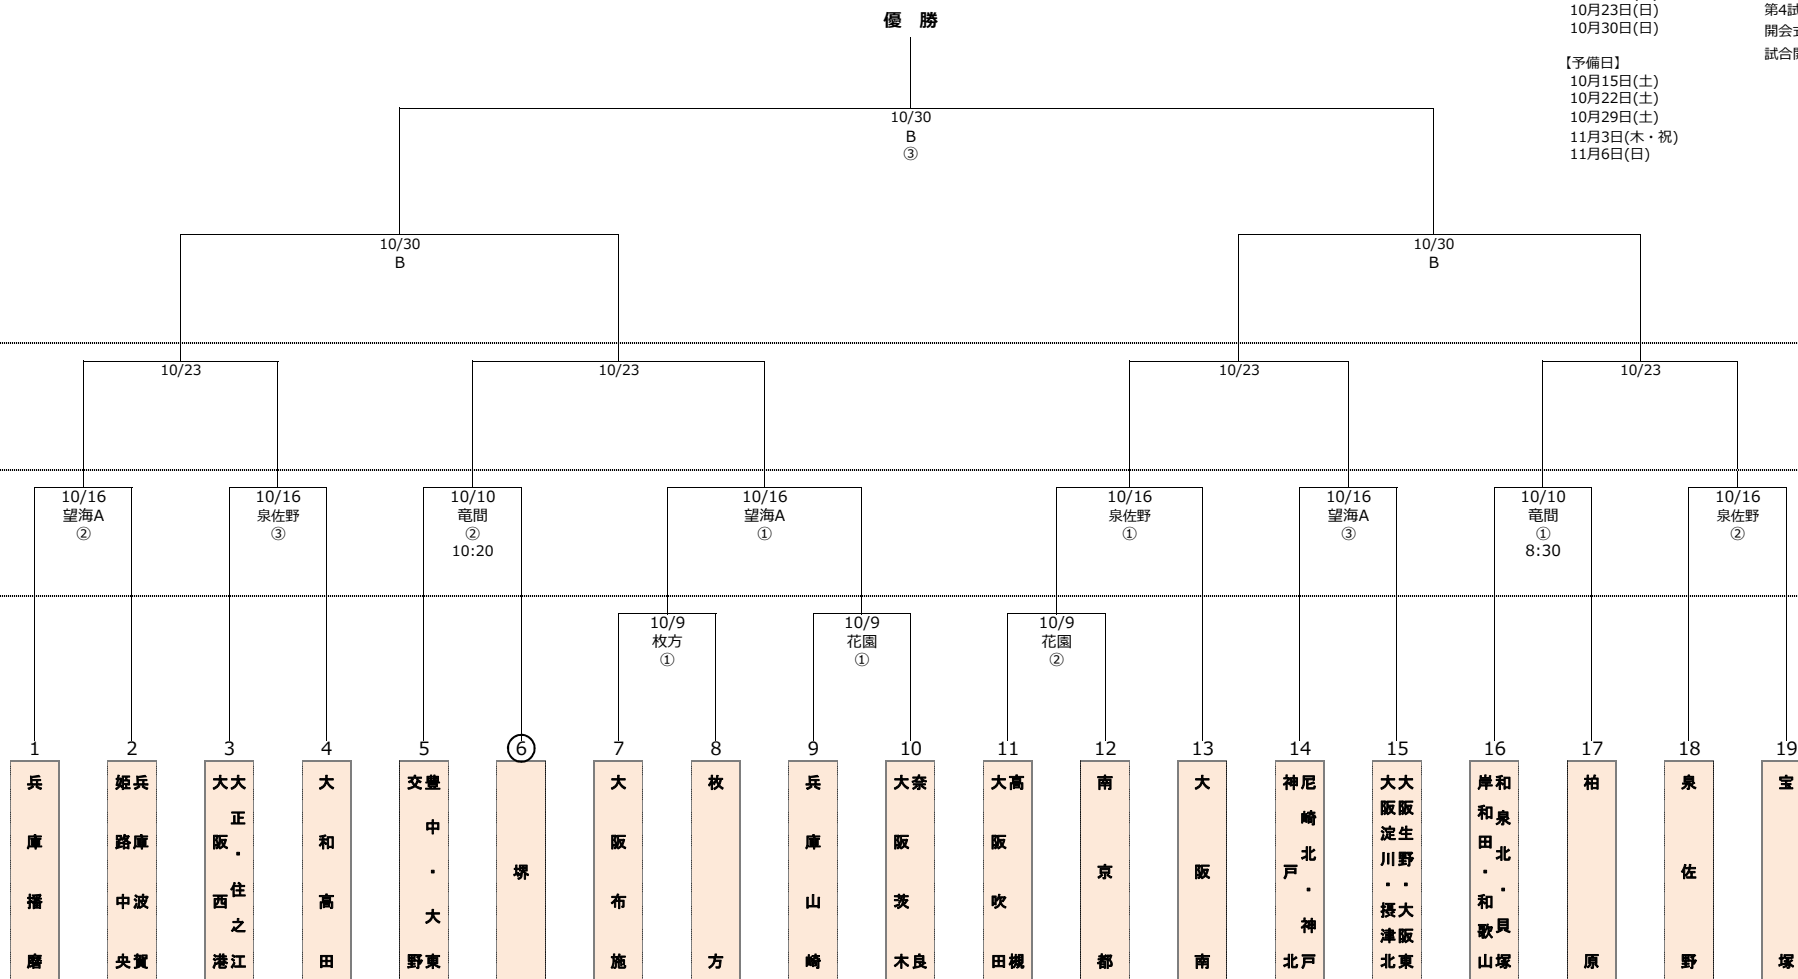 優　勝
10月23日(日)
10月30日(日)
【予備日】
10月15日(土)
10月22日(土)
10月29日(土)
11月3日(木・祝)
11月6日(日)
第4試
開会式
試合開
10/30
B
③
10/30
B
10/30
B
10/23
10/23
10/23
10/23
10/16
望海A
②
10/16
泉佐野
③
10/10
竜間
②
10:20
10/16
望海A
①
10/16
泉佐野
①
10/16
望海A
③
10/10
竜間
①
8:30
10/16
泉佐野
②
10/9
枚方
①
10/9
花園
①
10/9
花園
②
1 2 3 4 5 6 7 8 9 10 11 12 13 14 15 16 17 18 19
兵庫播磨
兵庫波賀
姫路中央
大正・住之江
大阪西港
大和高田
豊中・大東
交野
堺
大阪布施
枚方
兵庫山崎
奈良
大阪茨木
高槻
大阪吹田
南京都
大阪南
尼崎北・神戸
神戸北
大阪生野・大阪東
大阪淀川・摂津北
和泉北・貝塚
岸和田・和歌山
柏原
泉佐野
宝塚